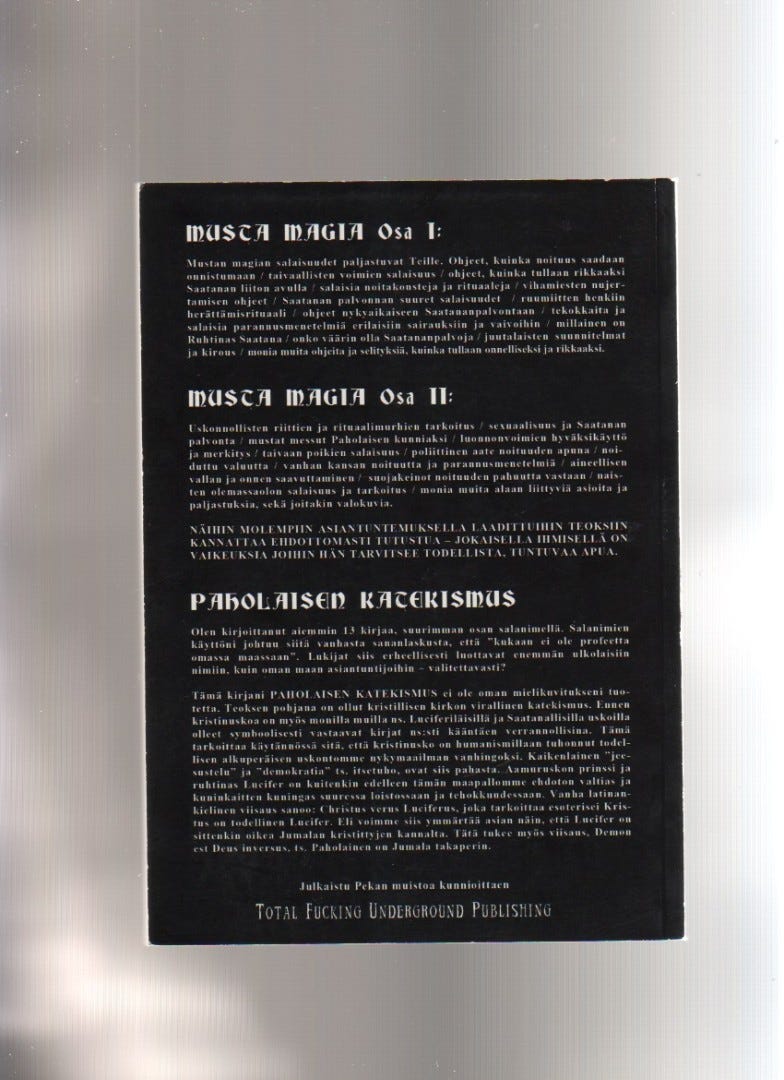 MUSTA MAGIA Osa I:
Mustan magian salaisuudet paljastuvat Teille. Ohjeet, kuinka noituus saadaan
onnistumaan / taivaallisten voimien salaisuus / ohjeet, kuinka tullaan rikkaaksi
Saatanan liiton avulla / salaisia noitakonsteja ja rituaaleja / vihamiesten nujer-
tamisen ohjeet / Saatanan palvonnan suuret salaisuudet / ruumiitten henkiin
herättämisrituaali / ohjeet nykyaikaiseen Saatananpalvontaan / tekokkaita ja
salaisia parannusmenetelmiä erilaisiin sairauksiin ja vaivoihin / millainen on
Ruhtinas Saatana / onko väärin olla Saatananpalvoja / juutalaisten suunnitelmat
ja kirous / monia muita ohjeita ja selityksiä, kuinka tullaan onnelliseksi ja rikkaaksi.
MUSTA MAGIA Osa II:
Uskonnollisten riittien ja rituaalimurhien tarkoitus / sexuaalisuus ja Saatanan
palvonta / mustat messut Paholaisen kunniaksi / luonnonvoimien hyväksikäyttö
ja merkitys / taivaan poikien salaisuus / poliittinen aate noituuden apuna / noi-
duttu valuutta / vanhan kansan noituutta ja parannusmenetelmiä / aineellisen
vallan ja onnen saavuttaminen / suojakeinot noituuden pahuutta vastaan / nais-
ten olemassaolon salaisuus ja tarkoitus / monia muita alaan liittyviä asioita ja
paljastuksia, sekä joitakin valokuvia.
NÄIHIN MOLEMPIIN ASIANTUNTEMUKSELLA LAADITTUIHIN TEOKSIIN
KANNATTAA EHDOTTOMASTI TUTUSTUA – JOKAISELLA IHMISELLÄ ON
VAIKEUKSIA JOIHIN HÄN TARVITSEE TODELLISTA, TUNTUVAA APUA.
PAHOLAISEN KATEKISMUS
Olen kirjoittanut aiemmin 13 kirjaa, suurimman osan salanimellä. Salanimien
käyttöni johtuu siitä vanhasta sananlaskusta, että "kukaan ei ole profeetta
omassa maassaan". Lukijat siis erheellisesti luottavat enemmän ulkolaisiin
nimiin, kuin oman maan asiantuntijoihin – valitettavasti?
Tämä kirjani PAHOLAISEN KATEKISMUS ei ole oman mielikuvitukseni tuo-
tetta. Teoksen pohjana on ollut kristillisen kirkon virallinen katekismus. Ennen
kristinuskoa on myös monilla muilla ns. Luciferiläisillä ja Saatanallisilla uskoilla
olleet symboolisesti vastaavat kirjat ns:sti kääntäen verrannollisina. Tämä
tarkoittaa käytännössä sitä, että kristinusko on humanismillaan tuhonnut todel-
lisen alkuperäisen uskontomme nykymaailman vanhingoksi. Kaikenlainen "jee-
sustelu" ja "demokratia" ts. itsetuho, ovat siis pahasta. Aamuruskon prinssi ja
ruhtinas Lucifer on kuitenkin edelleen tämän maapallomme ehdoton valtias ja
kuninkaitten kuningas suuressa loistossaan ja tehokkuudessaan. Vanha latinan-
kielinen viisaus sanoo: Christus verus Luciferus, joka tarkoittaa esoterisei Kris-
tus on todellinen Lucifer. Eli voimme siis ymmärtää asian näin, että Lucifer on
sittenkin oikea Jumalan kristittyjen kannalta. Tätä tukee myös viisaus, Demon
est Deus inversus, ts. Paholainen on Jumala takaperin.
Julkaistu Pekan muistoa kunnioittaen
TOTAL FUCKING UNDERGROUND PUBLISHING